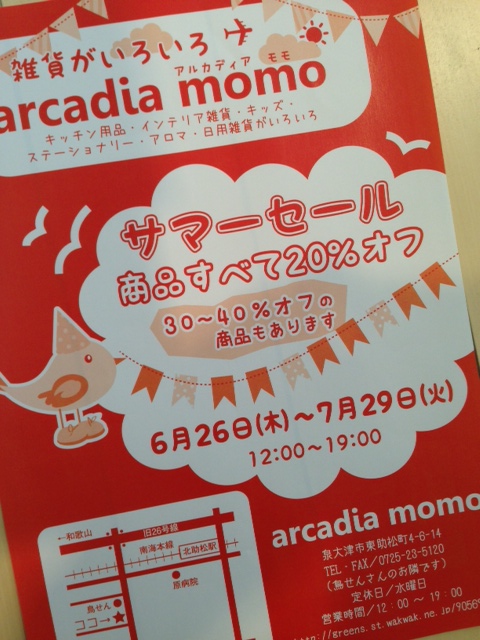 雑貨がいろいろ
アルカディア モモ
arcadia momo
キッチン用品・インテリア雑貨・キッズ・
ステーショナリー・アロマ・日用雑貨がいろいろ
サマーセール
商品すべて20%オフ
30〜40%オフの
商品もあります
6月26日(木)〜7月29日(火)
12:00〜19:00
←和歌山
旧26号線
南海本線
北助松駅
原病院
鳥せん
ココ→★
arcadia momo
泉大津市東助松町4-6-14
TEL・FAX/0725-23-5120
(鳥せんさんのお隣です)
定休日/水曜日
営業時間/12:00〜19:00
http://greens.st.wakwak.ne.jp/9056